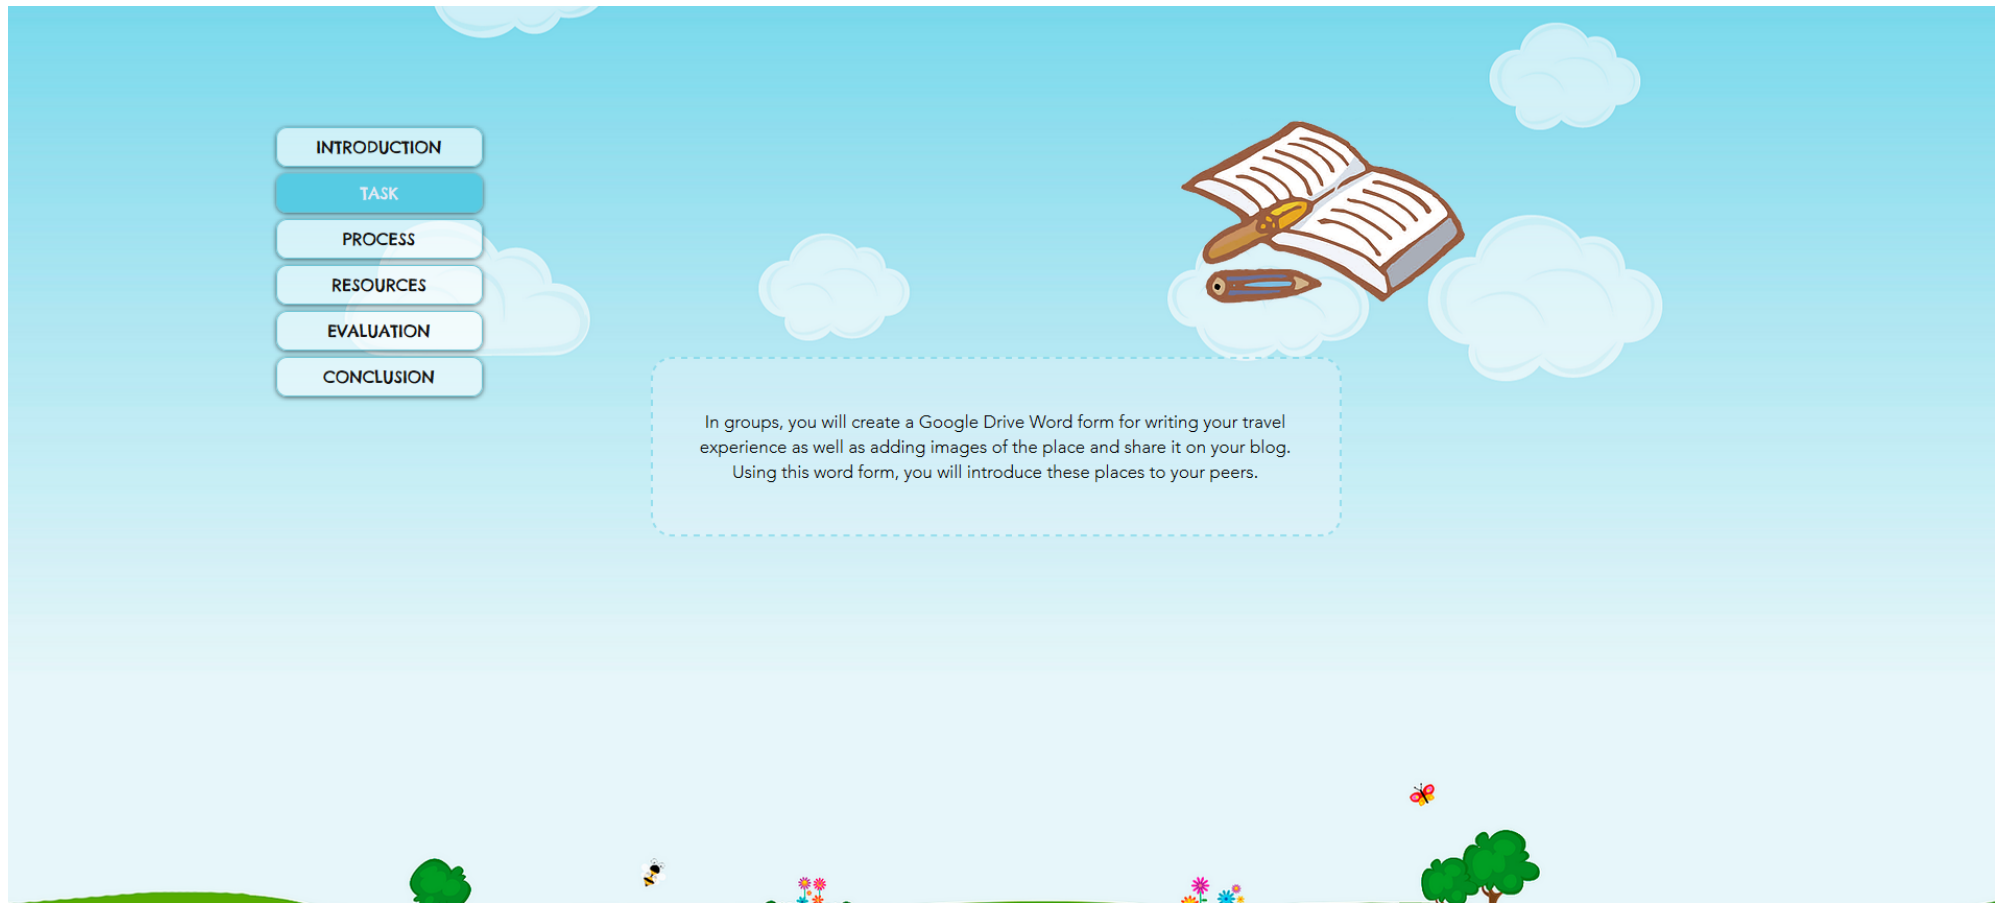 INTRODUCTION
TASK
PROCESS
RESOURCES
EVALUATION
CONCLUSION
In groups, you will create a Google Drive Word form for writing your travel
experience as well as adding images of the place and share it on your blog.
Using this word form, you will introduce these places to your peers.